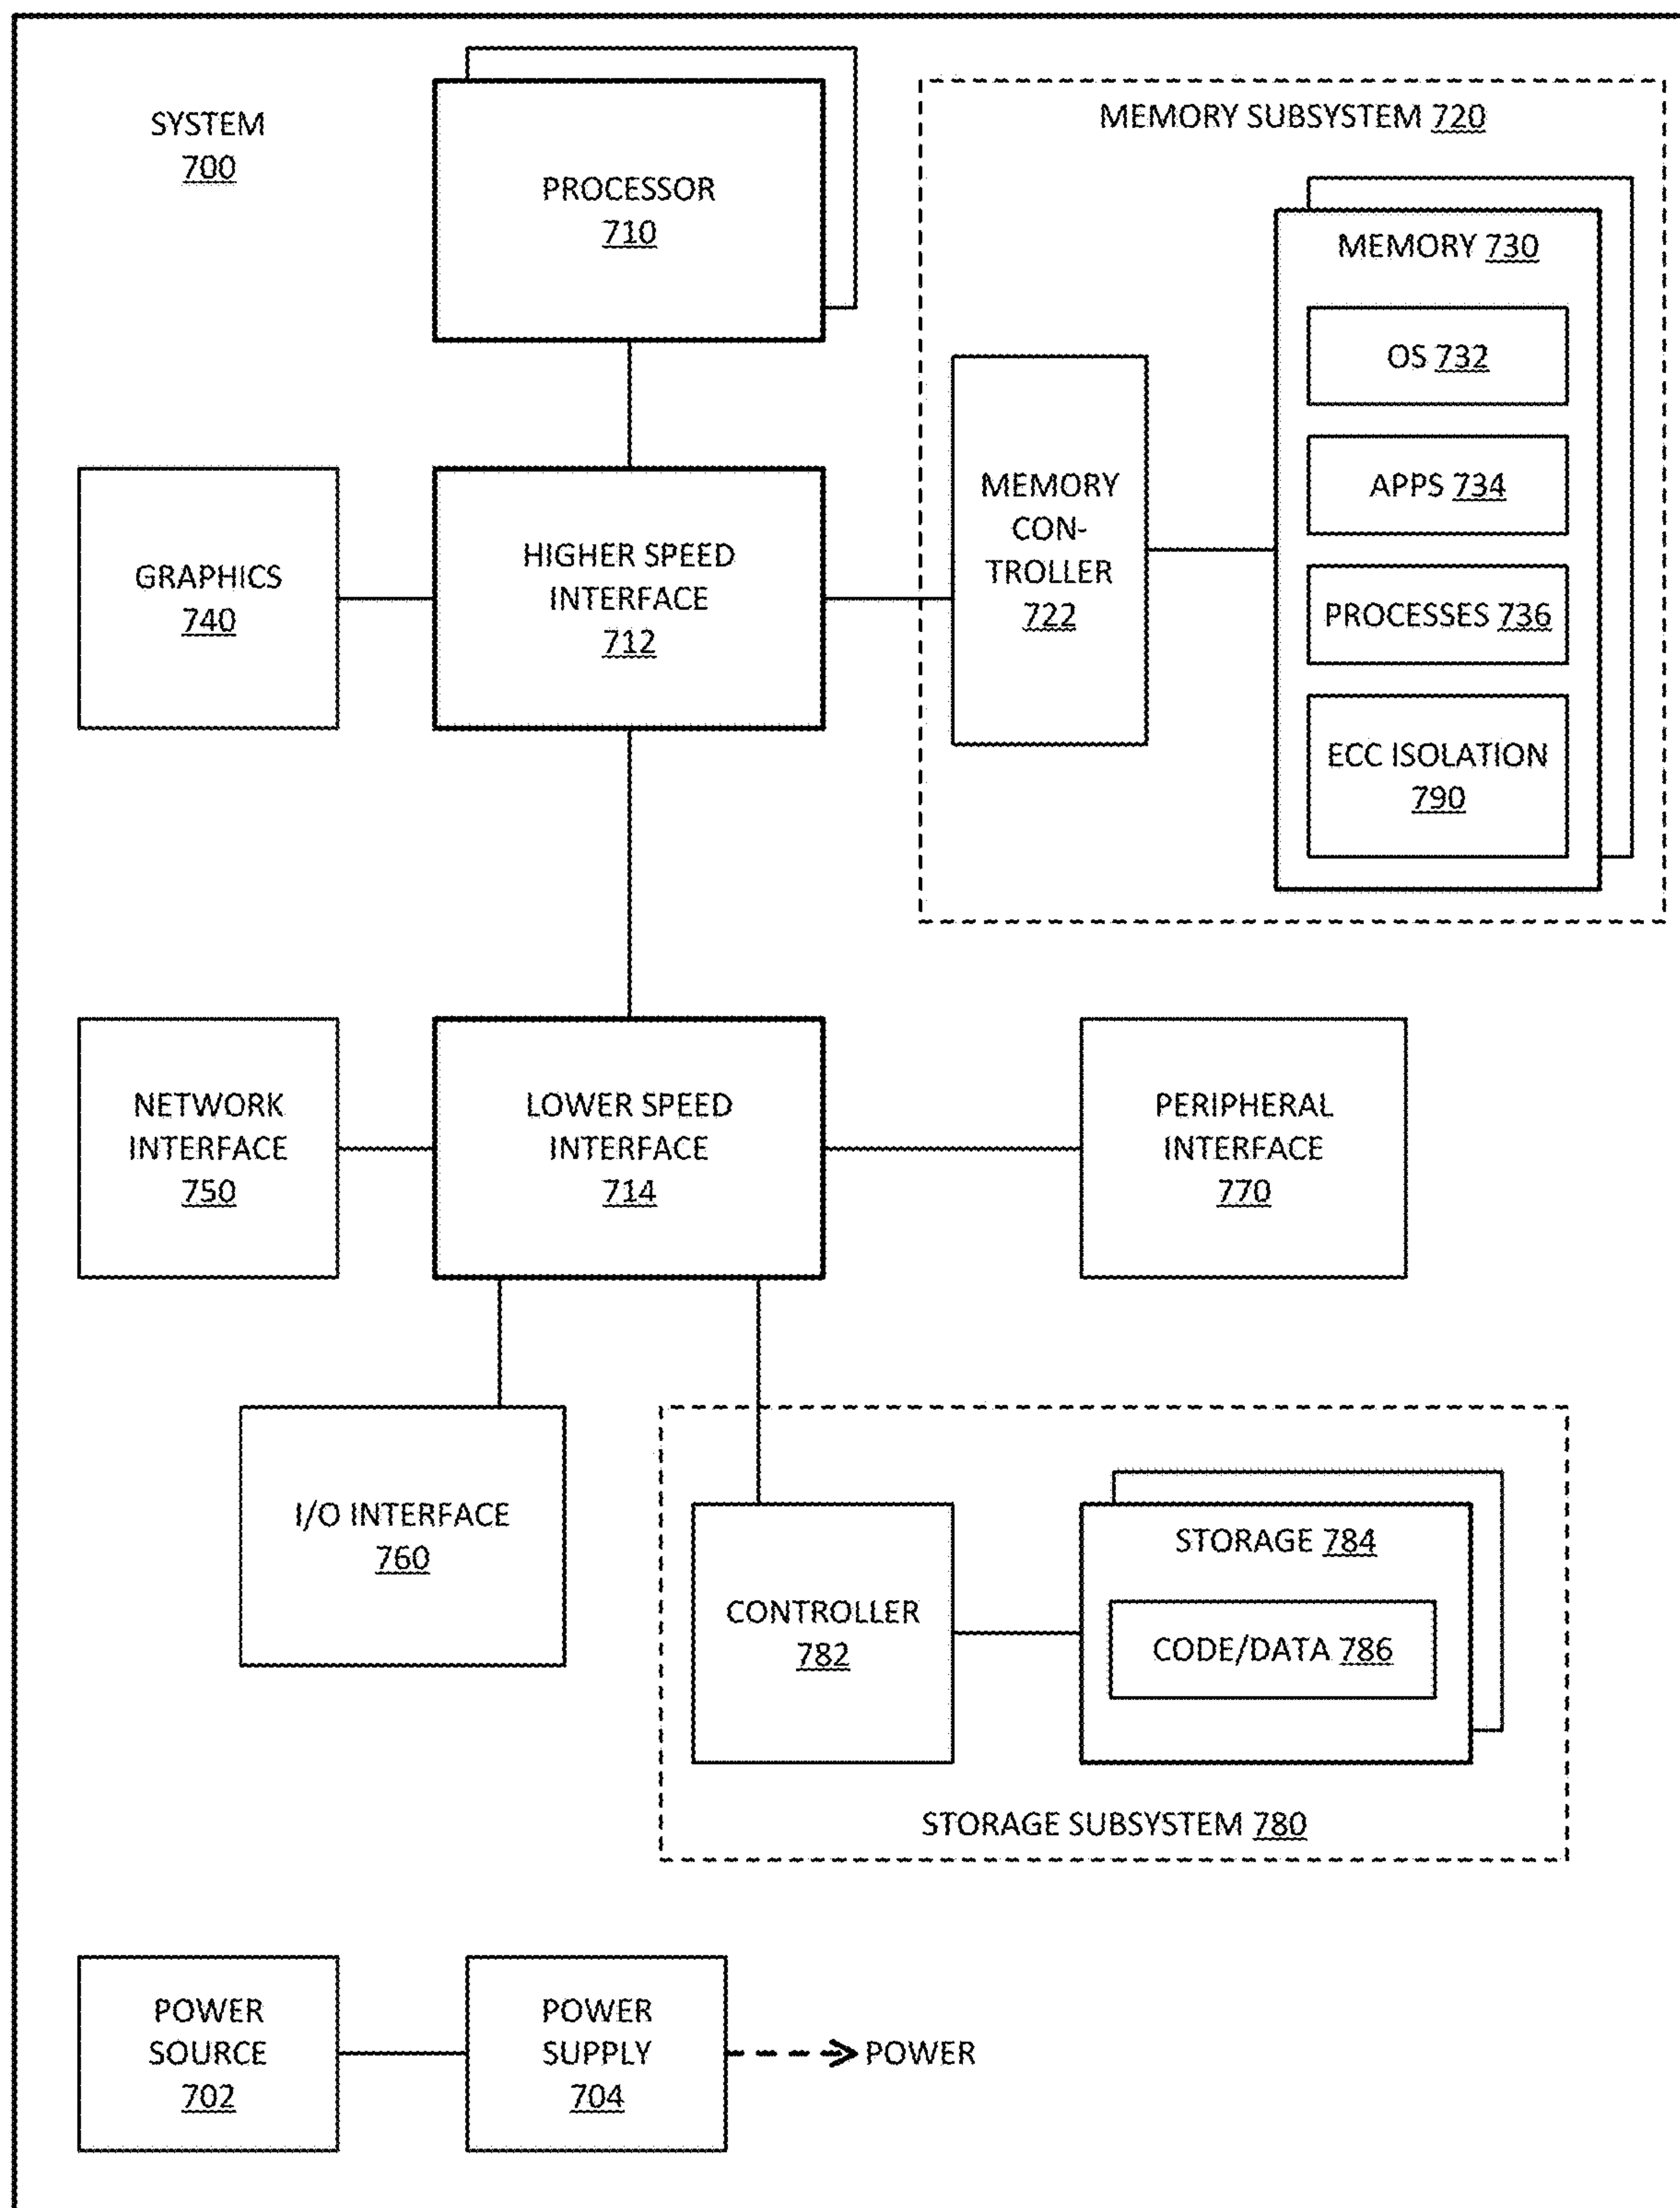 SYSTEM
700
PROCESSOR
710
MEMORY SUBSYSTEM 720
MEMORY 730
OS 732
APPS 734
PROCESSES 736
ECC ISOLATION
790
MEMORY
CON-
TROLLER
722
GRAPHICS
740
HIGHER SPEED
INTERFACE
712
NETWORK
INTERFACE
750
LOWER SPEED
INTERFACE
714
PERIPHERAL
INTERFACE
770
I/O INTERFACE
760
CONTROLLER
782
STORAGE 784
CODE/DATA 786
STORAGE SUBSYSTEM 780
POWER
SOURCE
702
POWER
SUPPLY
704
POWER